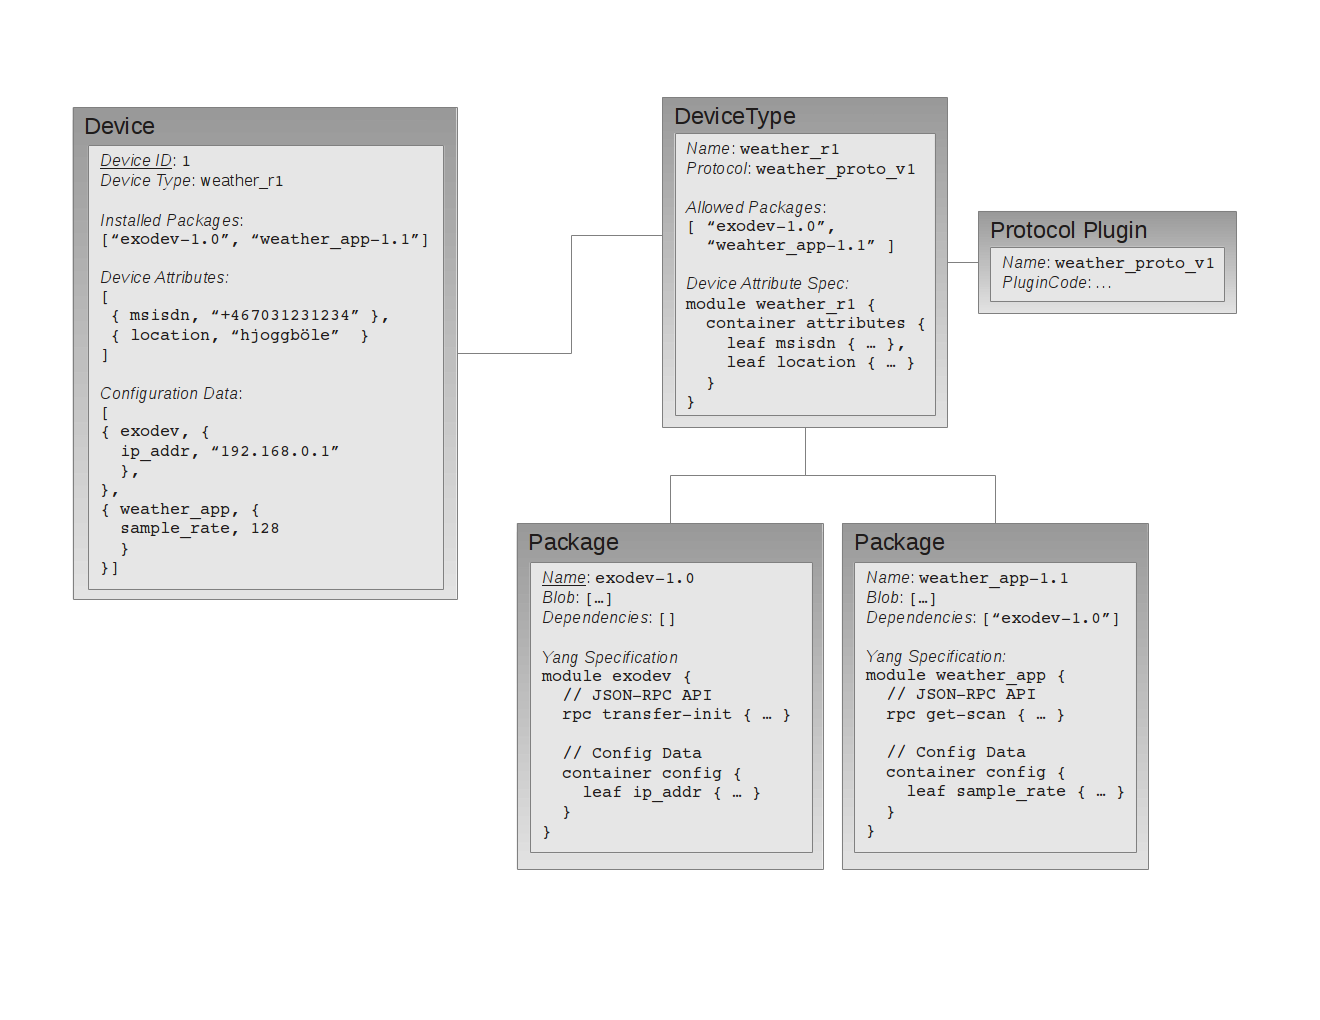 Device
Device ID: 1
Device Type: weather_r1
Installed Packages:
[“exodev-1.0”, “weather_app-1.1”]
Device Attributes:
[
{ msisdn, “+467031231234” },
{ location, “hjoggböle” }
]
Configuration Data:
[
{ exodev, {
ip_addr, “192.168.0.1”
},
},
{ weather_app, {
sample_rate, 128
}
}]
DeviceType
Name: weather_r1
Protocol: weather_proto_v1
Allowed Packages:
[ “exodev-1.0”,
“weahter_app-1.1” ]
Device Attribute Spec:
module weather_r1 {
container attributes {
leaf msisdn { … },
leaf location { … }
}
}
Protocol Plugin
Name: weather_proto_v1
PluginCode: …
Package
Name: exodev-1.0
Blob: […]
Dependencies: []
Yang Specification
module exodev {
// JSON-RPC API
rpc transfer-init { … }
// Config Data
container config {
leaf ip_addr { … }
}
}
Package
Name: weather_app-1.1
Blob: […]
Dependencies: [“exodev-1.0”]
Yang Specification:
module weather_app {
// JSON-RPC API
rpc get-scan { … }
// Config Data
container config {
leaf sample_rate { … }
}
}